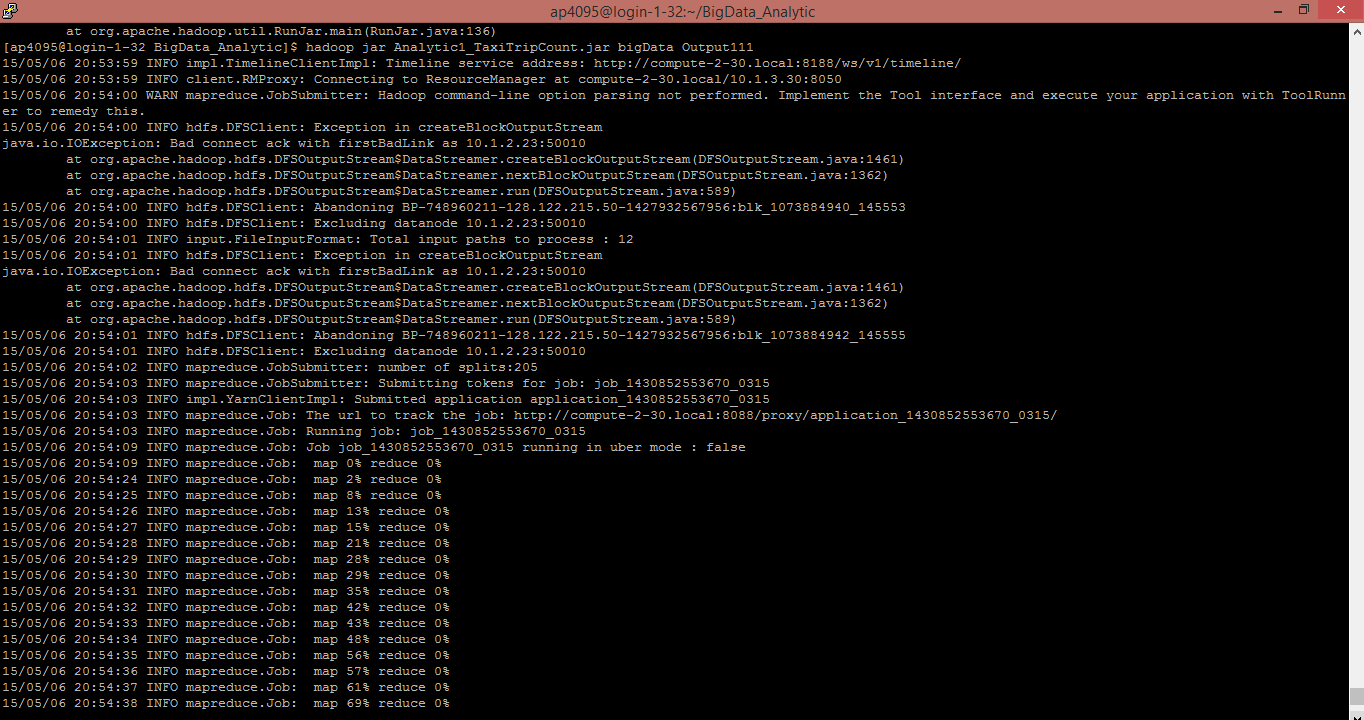 ap4095@login-1-32:~/BigData_Analytic
at org.apache.hadoop.util.RunJar.main(RunJar.java:136)
[ap4095@login-1-32 BigData_Analytic]$ hadoop jar Analytic1_TaxiTripCount.jar bigData Output111
15/05/06 20:53:59 INFO impl.TimelineClientImpl: Timeline service address: http://compute-2-30.local:8188/ws/v1/timeline/
15/05/06 20:53:59 INFO client.RMProxy: Connecting to ResourceManager at compute-2-30.local/10.1.3.30:8050
15/05/06 20:54:00 WARN mapreduce.JobSubmitter: Hadoop command-line option parsing not performed. Implement the Tool interface and execute your application with ToolRunn
er to remedy this.
15/05/06 20:54:00 INFO hdfs.DFSClient: Exception in createBlockOutputStream
java.io.IOException: Bad connect ack with firstBadLink as 10.1.2.23:50010
at org.apache.hadoop.hdfs.DFSOutputStream$DataStreamer.createBlockOutputStream(DFSOutputStream.java:1461)
at org.apache.hadoop.hdfs.DFSOutputStream$DataStreamer.nextBlockOutputStream(DFSOutputStream.java:1362)
at org.apache.hadoop.hdfs.DFSOutputStream$DataStreamer.run(DFSOutputStream.java:589)
15/05/06 20:54:00 INFO hdfs.DFSClient: Abandoning BP-748960211-128.122.215.50-1427932567956:blk_1073884940_145553
15/05/06 20:54:00 INFO hdfs.DFSClient: Excluding datanode 10.1.2.23:50010
15/05/06 20:54:01 INFO input.FileInputFormat: Total input paths to process : 12
15/05/06 20:54:01 INFO hdfs.DFSClient: Exception in createBlockOutputStream
java.io.IOException: Bad connect ack with firstBadLink as 10.1.2.23:50010
at org.apache.hadoop.hdfs.DFSOutputStream$DataStreamer.createBlockOutputStream(DFSOutputStream.java:1461)
at org.apache.hadoop.hdfs.DFSOutputStream$DataStreamer.nextBlockOutputStream(DFSOutputStream.java:1362)
at org.apache.hadoop.hdfs.DFSOutputStream$DataStreamer.run(DFSOutputStream.java:589)
15/05/06 20:54:01 INFO hdfs.DFSClient: Abandoning BP-748960211-128.122.215.50-1427932567956:blk_1073884942_145555
15/05/06 20:54:01 INFO hdfs.DFSClient: Excluding datanode 10.1.2.23:50010
15/05/06 20:54:02 INFO mapreduce.JobSubmitter: number of splits:205
15/05/06 20:54:03 INFO mapreduce.JobSubmitter: Submitting tokens for job: job_1430852553670_0315
15/05/06 20:54:03 INFO impl.YarnClientImpl: Submitted application application_1430852553670_0315
15/05/06 20:54:03 INFO mapreduce.Job: The url to track the job: http://compute-2-30.local:8088/proxy/application_1430852553670_0315/
15/05/06 20:54:03 INFO mapreduce.Job: Running job: job_1430852553670_0315
15/05/06 20:54:09 INFO mapreduce.Job: Job job_1430852553670_0315 running in uber mode : false
15/05/06 20:54:09 INFO mapreduce.Job:  map 0% reduce 0%
15/05/06 20:54:24 INFO mapreduce.Job:  map 2% reduce 0%
15/05/06 20:54:25 INFO mapreduce.Job:  map 8% reduce 0%
15/05/06 20:54:26 INFO mapreduce.Job:  map 13% reduce 0%
15/05/06 20:54:27 INFO mapreduce.Job:  map 15% reduce 0%
15/05/06 20:54:28 INFO mapreduce.Job:  map 21% reduce 0%
15/05/06 20:54:29 INFO mapreduce.Job:  map 28% reduce 0%
15/05/06 20:54:30 INFO mapreduce.Job:  map 29% reduce 0%
15/05/06 20:54:31 INFO mapreduce.Job:  map 35% reduce 0%
15/05/06 20:54:32 INFO mapreduce.Job:  map 42% reduce 0%
15/05/06 20:54:33 INFO mapreduce.Job:  map 43% reduce 0%
15/05/06 20:54:34 INFO mapreduce.Job:  map 48% reduce 0%
15/05/06 20:54:35 INFO mapreduce.Job:  map 56% reduce 0%
15/05/06 20:54:36 INFO mapreduce.Job:  map 57% reduce 0%
15/05/06 20:54:37 INFO mapreduce.Job:  map 61% reduce 0%
15/05/06 20:54:38 INFO mapreduce.Job:  map 69% reduce 0%